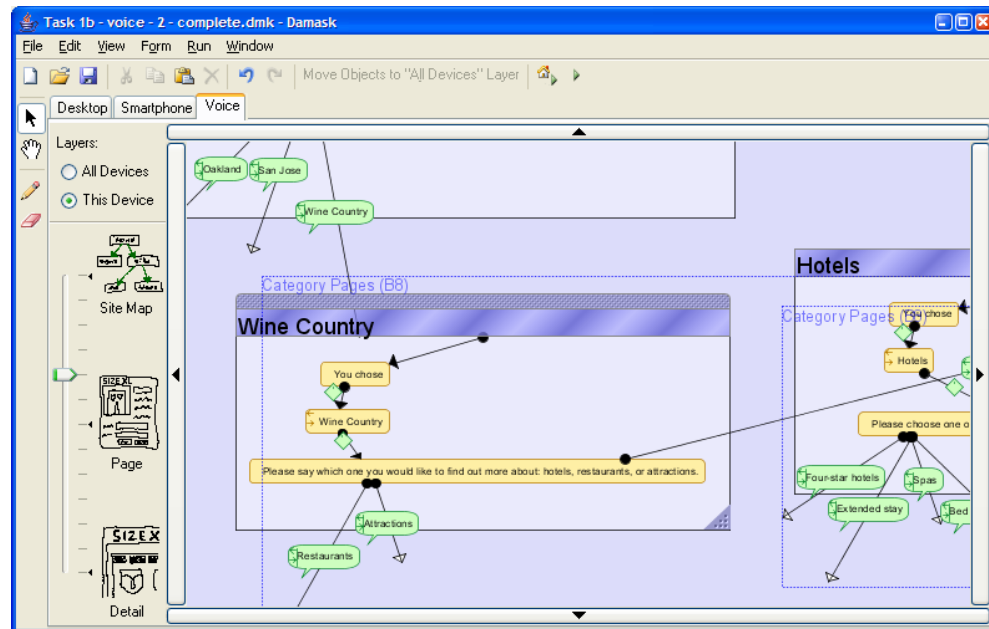 Task 1b - voice - 2 - complete.dmk - Damask
File Edit View Form Run Window
Move Objects to "All Devices" Layer
Desktop Smartphone Voice
Layers:
All Devices
This Device
Site Map
SIZE XL
Page
SIZE X
Detail
Oakland
San Jose
Wine Country
Category Pages (B8)
Wine Country
You chose
Wine Country
Please say which one you would like to find out more about: hotels, restaurants, or attractions.
Attractions
Restaurants
Hotels
Category Pages
You chose
Hotels
Please choose one o
Four-star hotels
Spas
Extended stay
Bed